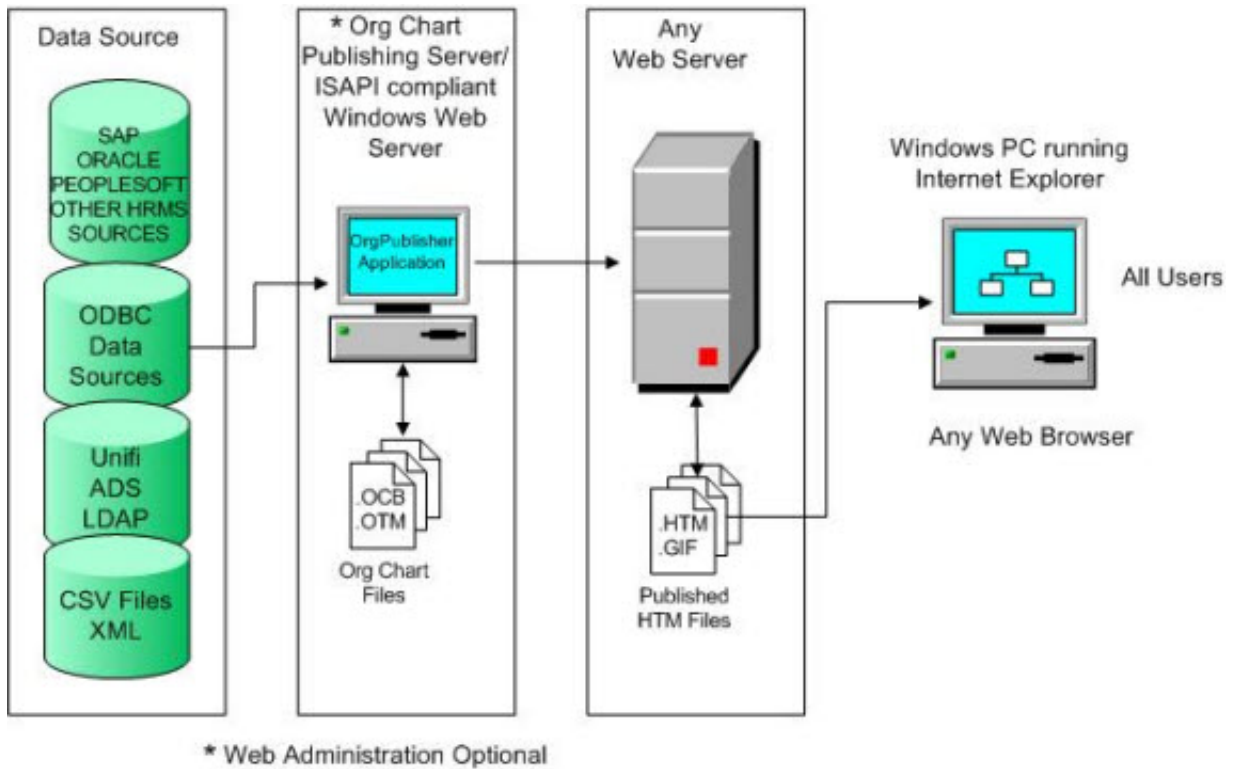 Data Source
SAP
ORACLE
PEOPLESOFT
OTHER HRMS
SOURCES
ODBC
Data
Sources
Unifi
ADS
LDAP
CSV Files
XML
* Org Chart
Publishing Server/
ISAPI compliant
Windows Web
Server
OrgPublisher
Application
.OCB
.OTM
Org Chart
Files
Any
Web Server
.HTM
.GIF
Published
HTM Files
Windows PC running
Internet Explorer
All Users
Any Web Browser
* Web Administration Optional